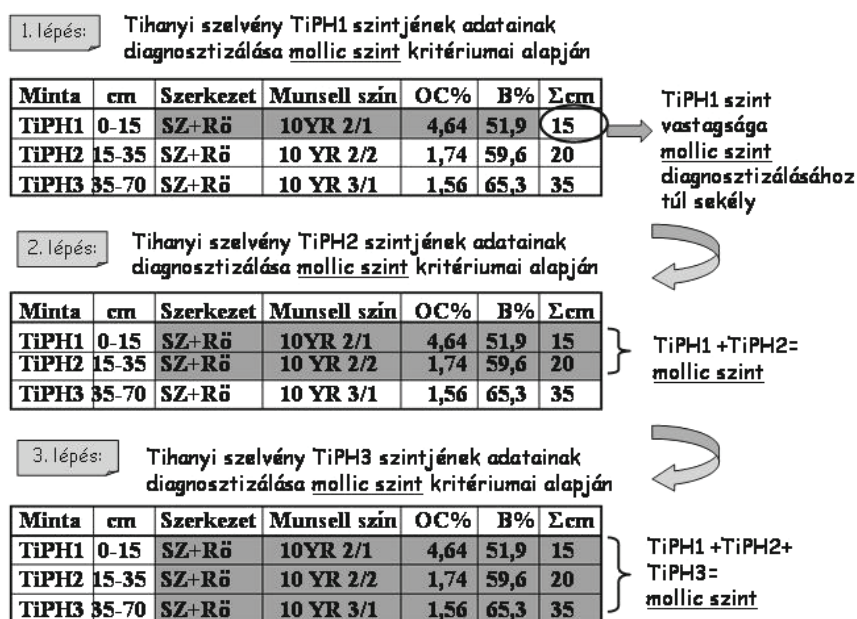 1. lépés:
Tihanyi szelvény TiPH1 szintjének adatainak
diagnosztizálása mollic szint kritériumai alapján
Minta cm Szerkezet Munsell szín OC% B% Σcm
TiPH1 0-15 SZ+Rö 10YR 2/1 4,64 51,9 15
TiPH2 15-35 SZ+Rö 10 YR 2/2 1,74 59,6 20
TiPH3 35-70 SZ+Rö 10 YR 3/1 1,56 65,3 35
TiPH1 szint
vastagsága
mollic szint
diagnosztizálásához
túl sekély
2. lépés:
Tihanyi szelvény TiPH2 szintjének adatainak
diagnosztizálása mollic szint kritériumai alapján
Minta cm Szerkezet Munsell szín OC% B% Σcm
TiPH1 0-15 SZ+Rö 10YR 2/1 4,64 51,9 15
TiPH2 15-35 SZ+Rö 10 YR 2/2 1,74 59,6 20
TiPH3 35-70 SZ+Rö 10 YR 3/1 1,56 65,3 35
TiPH1 +TiPH2=
mollic szint
3. lépés:
Tihanyi szelvény TiPH3 szintjének adatainak
diagnosztizálása mollic szint kritériumai alapján
Minta cm Szerkezet Munsell szín OC% B% Σcm
TiPH1 0-15 SZ+Rö 10YR 2/1 4,64 51,9 15
TiPH2 15-35 SZ+Rö 10 YR 2/2 1,74 59,6 20
TiPH3 35-70 SZ+Rö 10 YR 3/1 1,56 65,3 35
TiPH1 +TiPH2+
TiPH3=
mollic szint